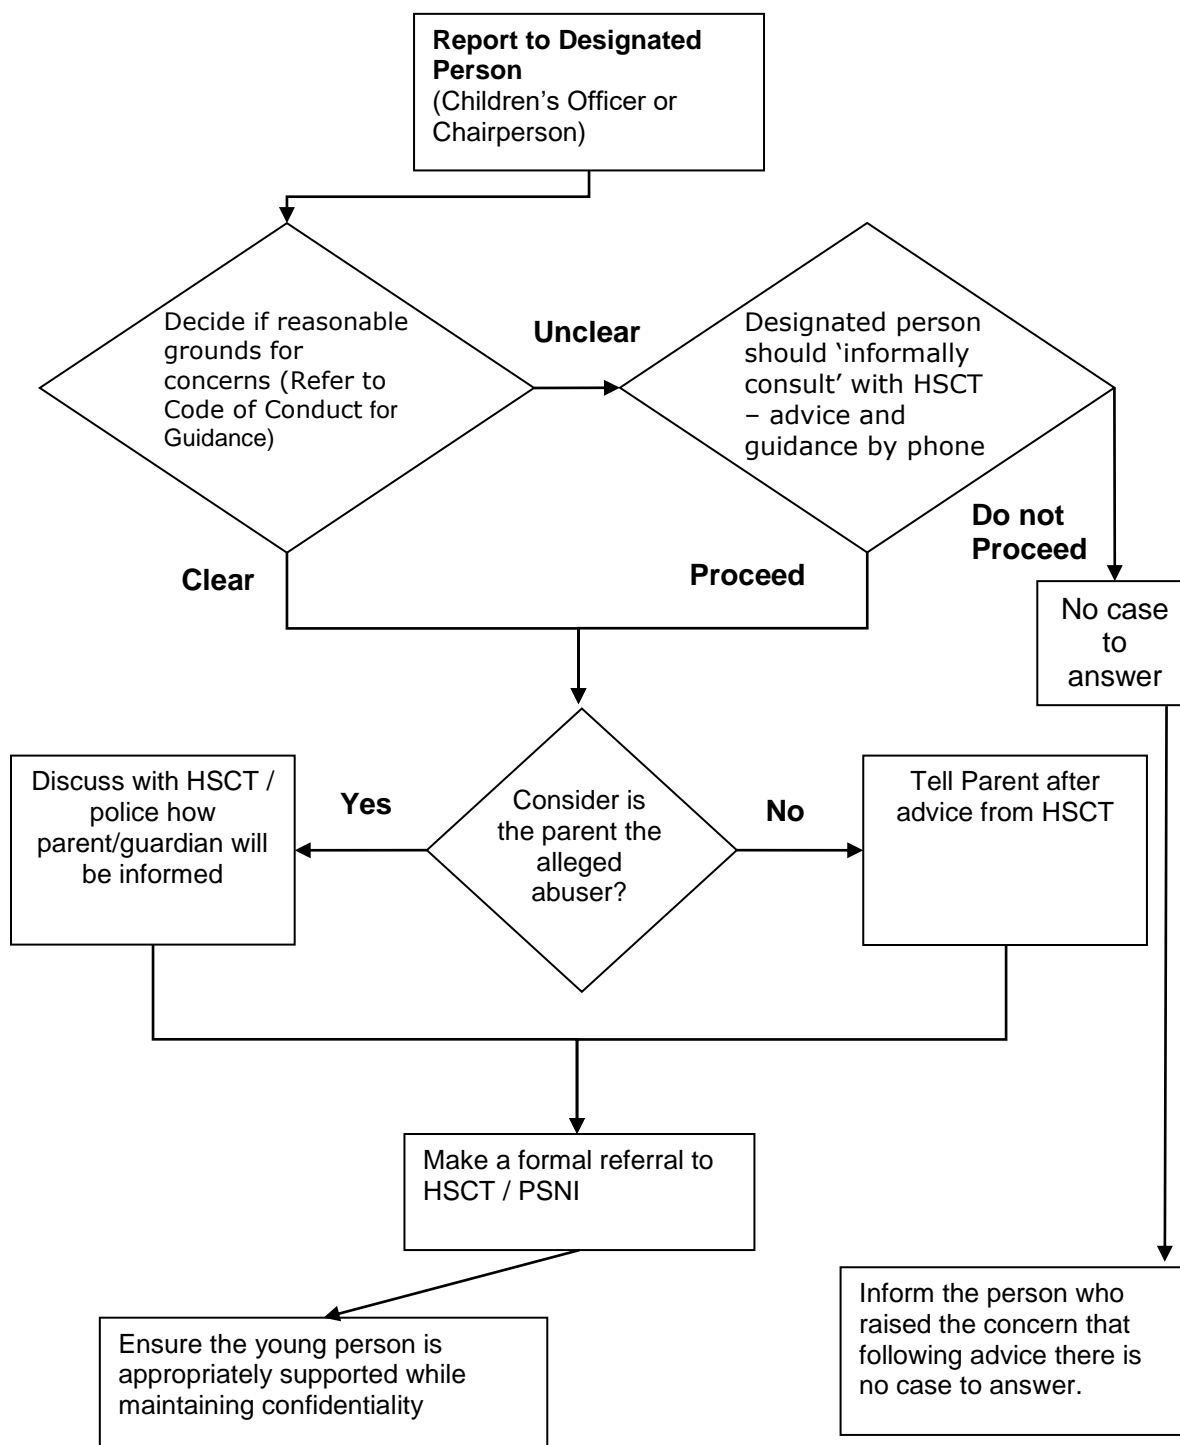 Report to Designated
Person
(Children's Officer or
Chairperson)
Decide if reasonable
grounds for
concerns (Refer to
Code of Conduct for
Guidance)
Unclear
Designated person
should ‘informally
consult’ with HSCT
– advice and
guidance by phone
Do not
Proceed
Clear
Proceed
No case
to
answer
Discuss with HSCT /
police how
parent/guardian will
be informed
Yes
Consider is
the parent the
alleged
abuser?
No
Tell Parent after
advice from HSCT
Make a formal referral to
HSCT / PSNI
Ensure the young person is
appropriately supported while
maintaining confidentiality
Inform the person who
raised the concern that
following advice there is
no case to answer.